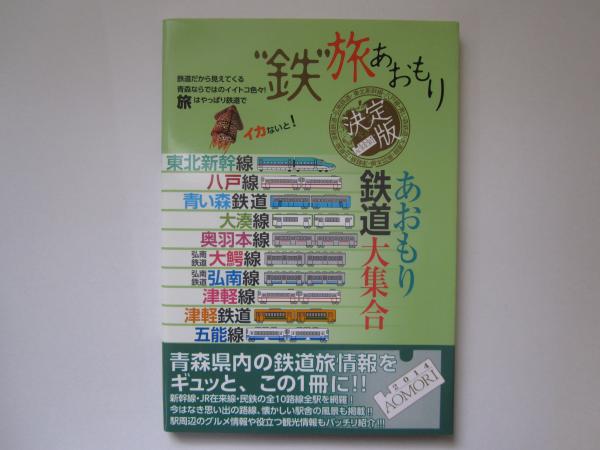 “鉄”旅あおもり
鉄道だから見えてくる
青森ならではのイイトコ色々!
旅はやっぱり鉄道で
イカないと!
決定版
あおもり
鉄道大集合
東北新幹線
八戸線
青い森鉄道
大湊線
奥羽本線
弘南鉄道 大鰐線
弘南鉄道 弘南線
津軽線
津軽鉄道
五能線
青森県内の鉄道旅情報を
ギュッと、この1冊に!!
新幹線・JR在来線・民鉄の全10路線全駅を網羅!
今はなき思い出の路線、懐かしい駅舎の風景も掲載!!
駅周辺のグルメ情報や役立つ観光情報もバッチリ紹介!!!
2014
AOMORI